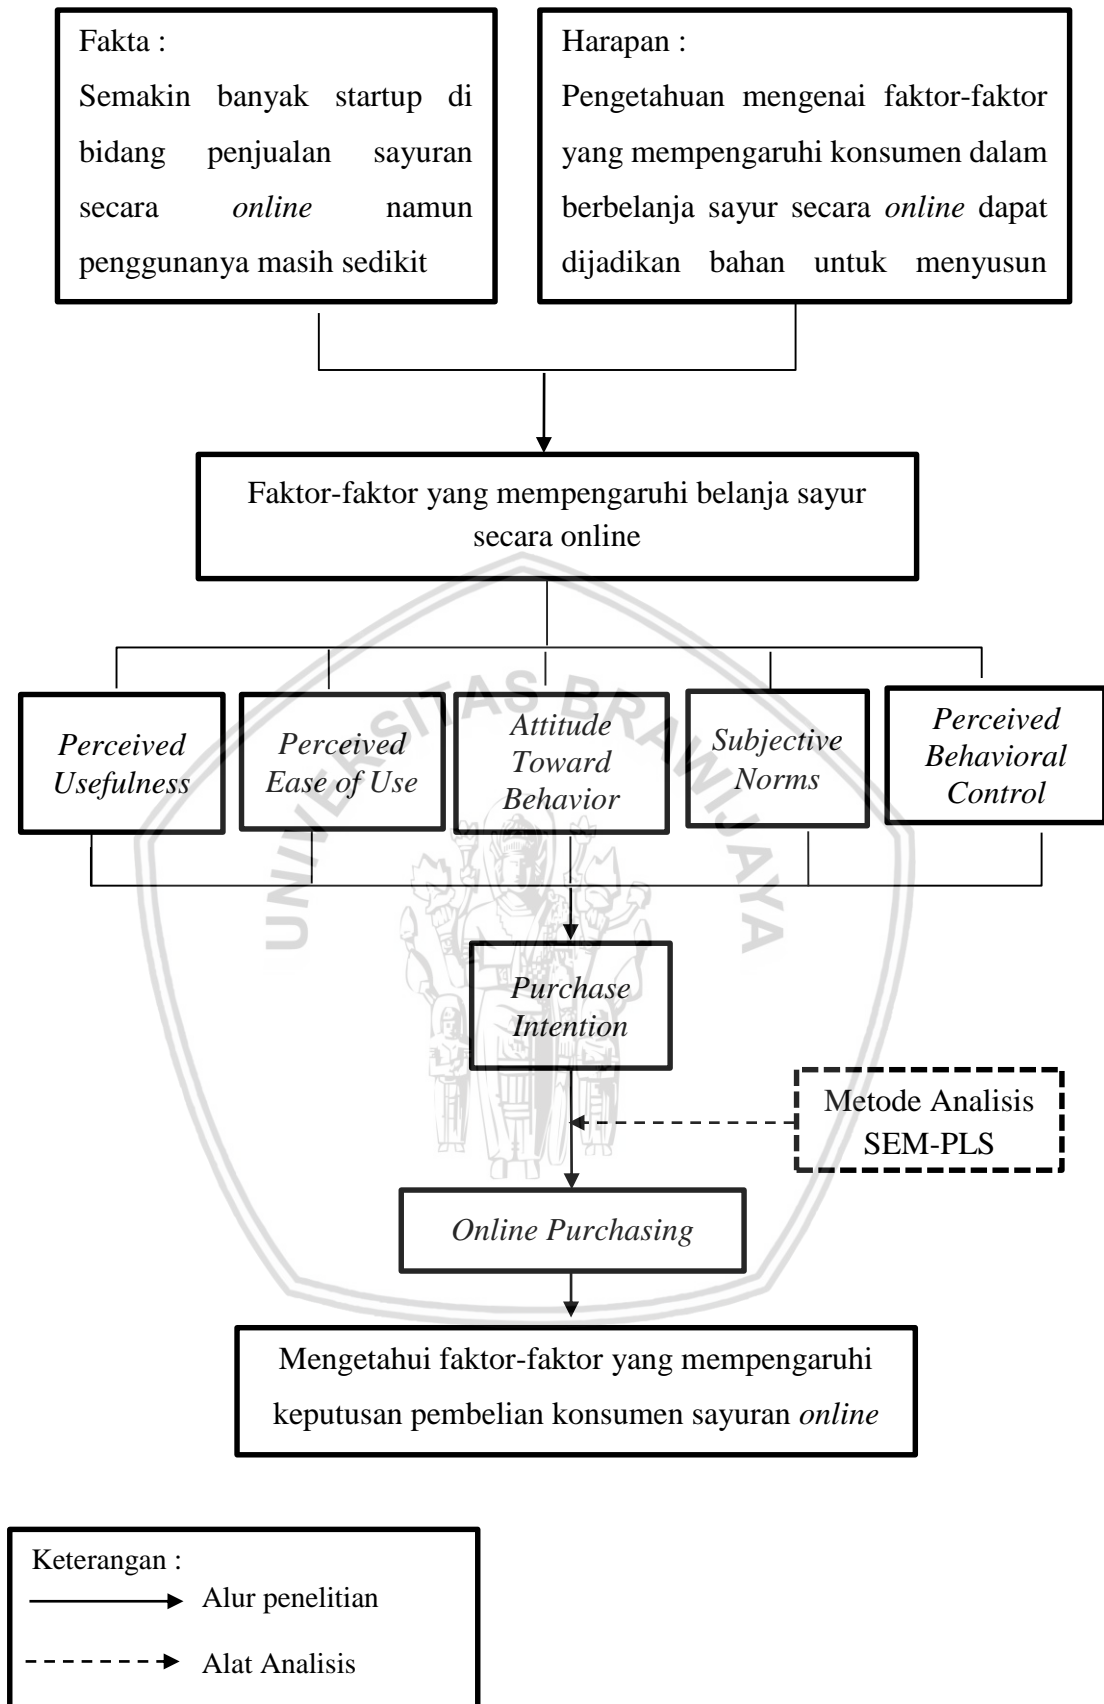 Fakta :
Semakin banyak startup di
bidang penjualan sayuran
secara online namun
penggunanya masih sedikit
Harapan :
Pengetahuan mengenai faktor-faktor
yang mempengaruhi konsumen dalam
berbelanja sayur secara online dapat
dijadikan bahan untuk menyusun
Faktor-faktor yang mempengaruhi belanja sayur
secara online
UNIVERSITAS BRAWIJAYA
Perceived
Usefulness
Perceived
Ease of Use
Attitude
Toward
Behavior
Subjective
Norms
Perceived
Behavioral
Control
Purchase
Intention
Metode Analisis
SEM-PLS
Online Purchasing
Mengetahui faktor-faktor yang mempengaruhi
keputusan pembelian konsumen sayuran online
Keterangan :
Alur penelitian
Alat Analisis